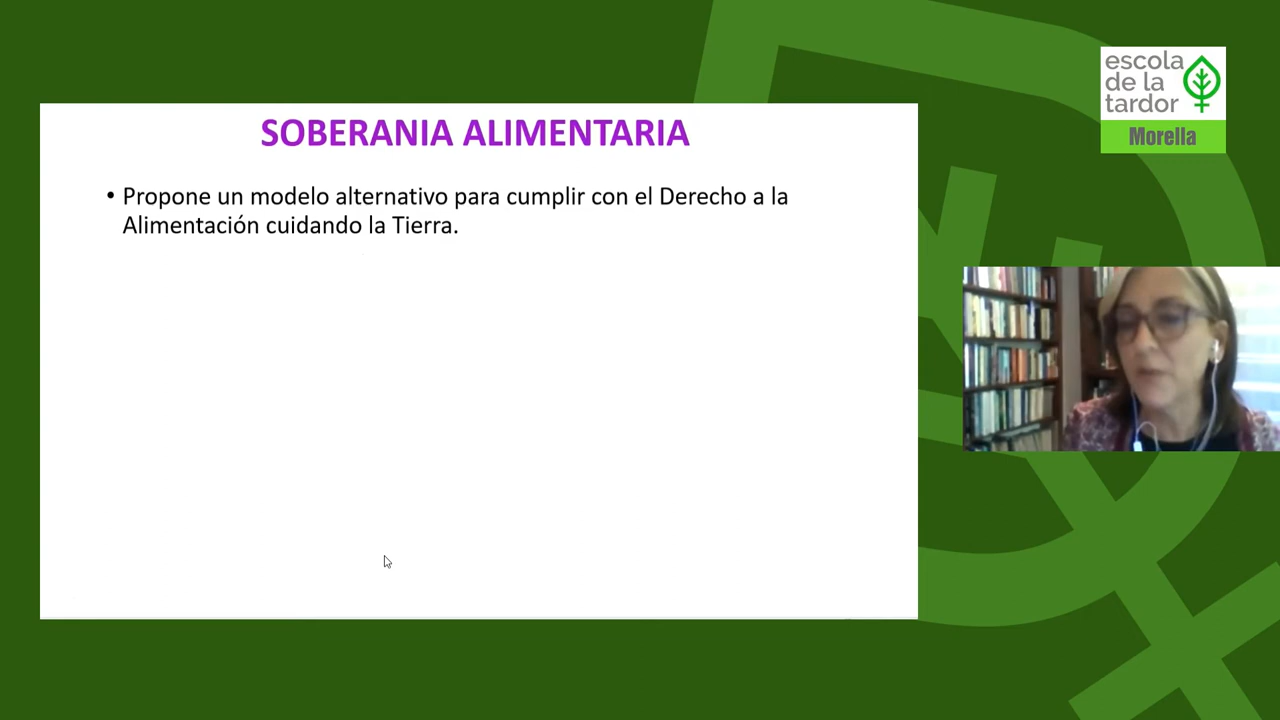 SOBERANIA ALIMENTARIA
• Propone un modelo alternativo para cumplir con el Derecho a la
Alimentación cuidando la Tierra.
escola
de la
tardor
Morella